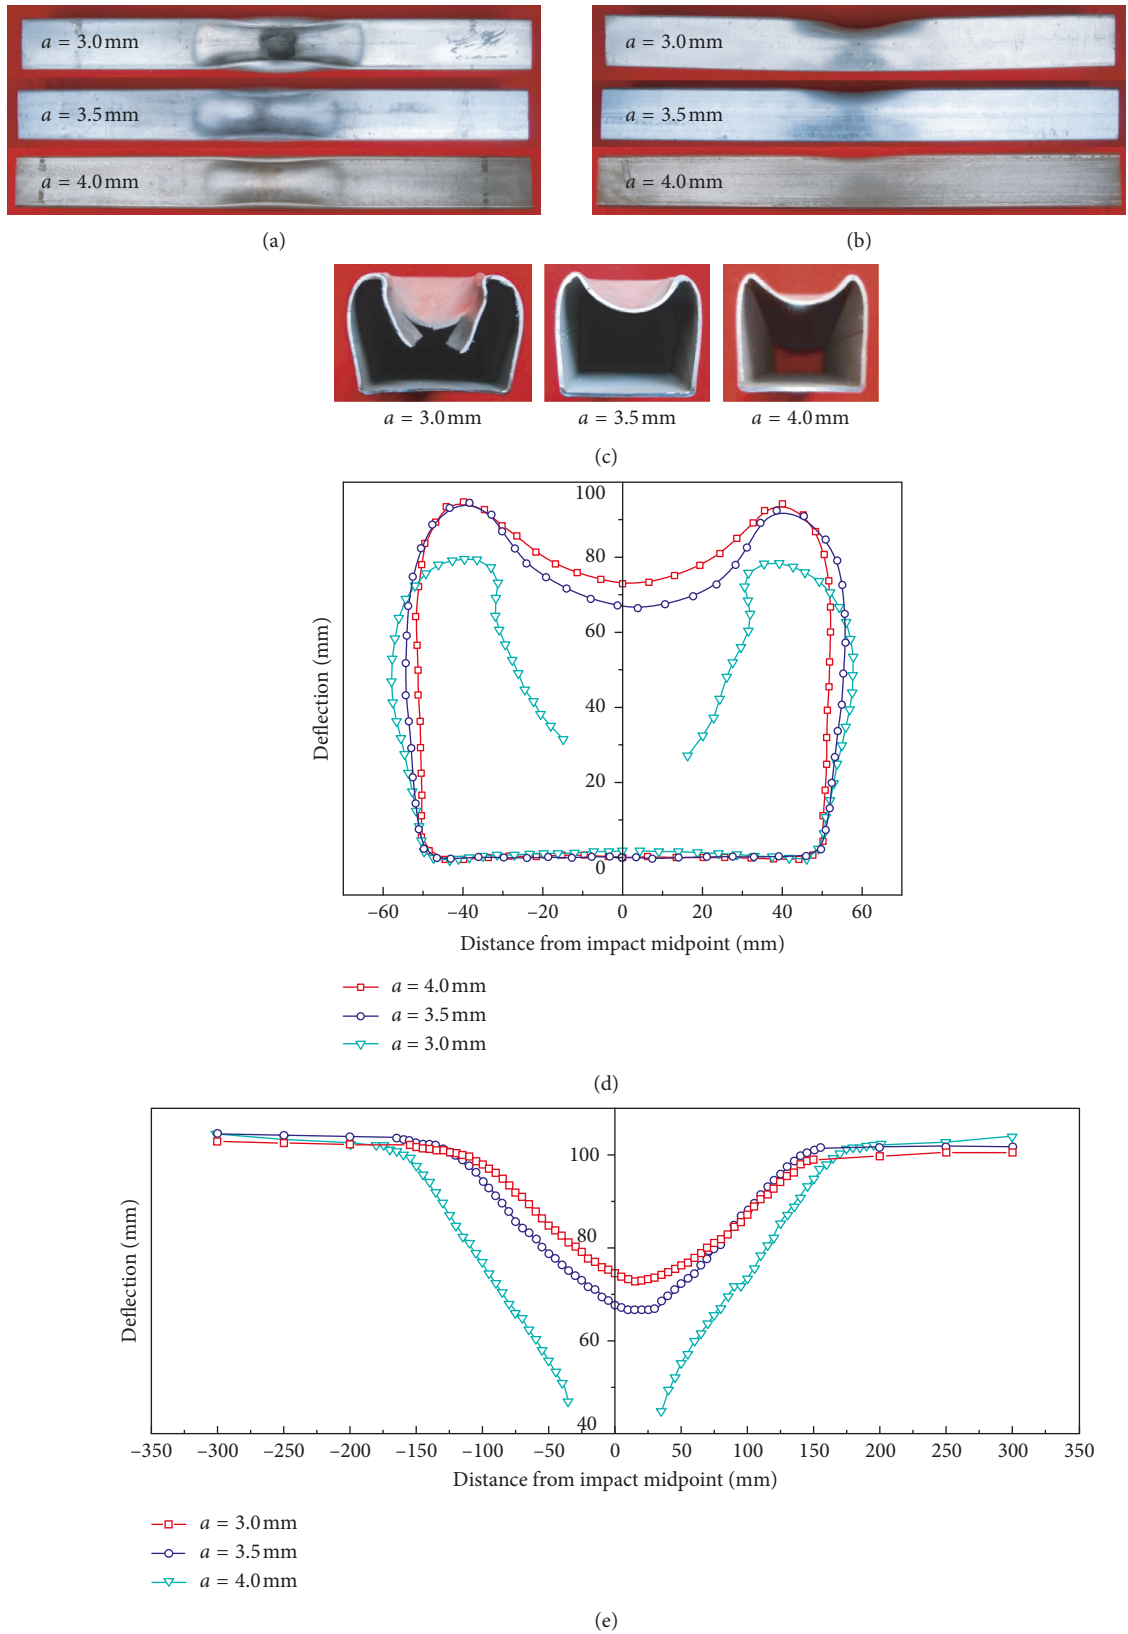 a = 3.0 mm
a = 3.5 mm
a = 4.0 mm
(a)
a = 3.0 mm
a = 3.5 mm
a = 4.0 mm
(b)
a = 3.0 mm
a = 3.5 mm
a = 4.0 mm
(c)
100
80
60
40
20
0
Deflection (mm)
–60 –40 –20 0 20 40 60
Distance from impact midpoint (mm)
a = 4.0 mm
a = 3.5 mm
a = 3.0 mm
(d)
100
80
60
40
Deflection (mm)
–350 –300 –250 –200 –150 –100 –50 0 50 100 150 200 250 300 350
Distance from impact midpoint (mm)
a = 3.0 mm
a = 3.5 mm
a = 4.0 mm
(e)